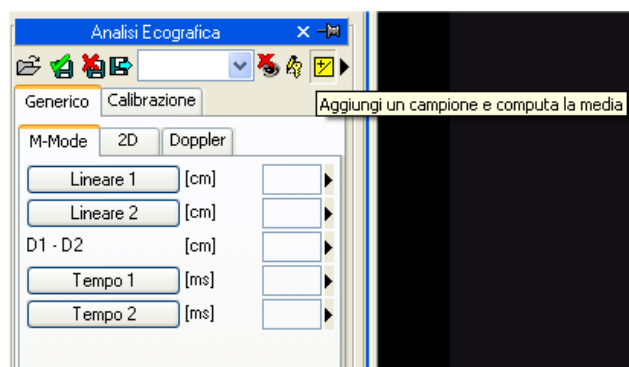 Analisi Ecografica
Generico Calibrazione
Aggiungi un campione e computa la media
M-Mode 2D Doppler
Lineare 1 [cm]
Lineare 2 [cm]
D1 - D2 [cm]
Tempo 1 [ms]
Tempo 2 [ms]